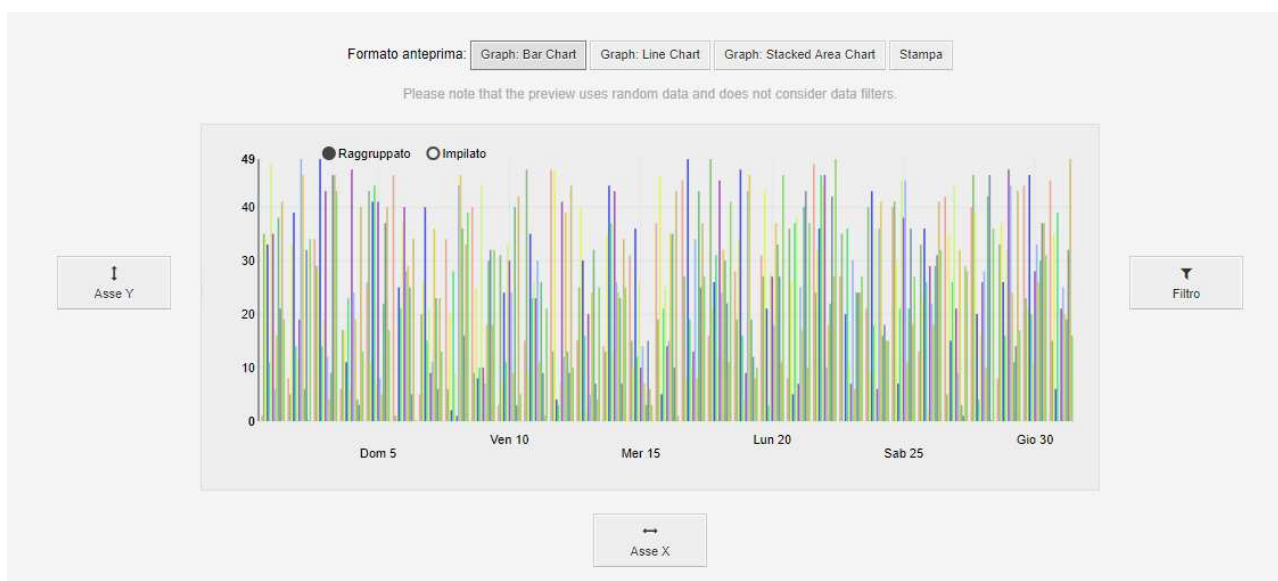 Formato anteprima: Graph: Bar Chart Graph: Line Chart Graph: Stacked Area Chart Stampa
Please note that the preview uses random data and does not consider data filters.
Raggruppato Impilato
49
40
30
20
10
0
Dom 5 Ven 10 Mer 15 Lun 20 Sab 25 Gio 30
Asse Y
Filtro
Asse X